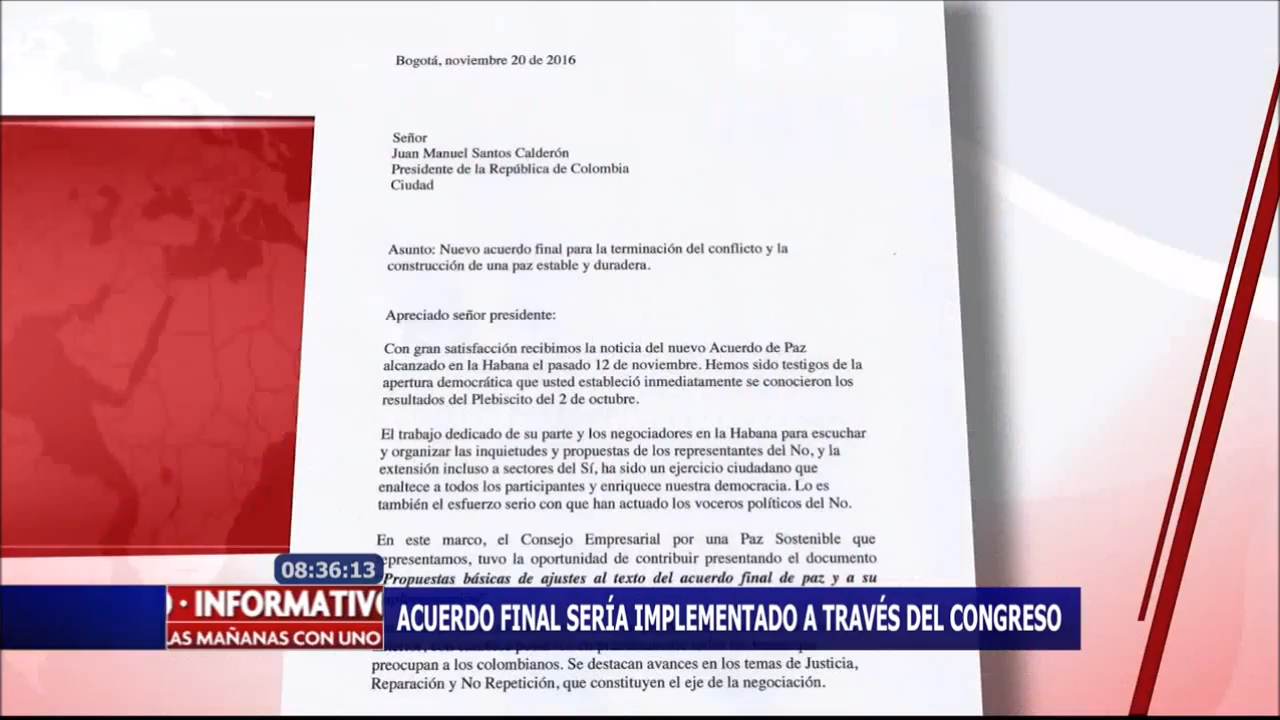 Bogotá, noviembre 20 de 2016
Señor
Juan Manuel Santos Calderón
Presidente de la República de Colombia
Ciudad
Asunto: Nuevo acuerdo final para la terminación del conflicto y la
construcción de una paz estable y duradera.
Apreciado señor presidente:
Con gran satisfacción recibimos la noticia del nuevo Acuerdo de Paz
alcanzado en la Habana el pasado 12 de noviembre. Hemos sido testigos de la
apertura democrática que usted estableció inmediatamente se conocieron los
resultados del Plebiscito del 2 de octubre.
El trabajo dedicado de su parte y los negociadores en la Habana para escuchar
y organizar las inquietudes y propuestas de los representantes del No, y la
extensión incluso a sectores del Sí, ha sido un ejercicio ciudadano que
enaltece a todos los participantes y enriquece nuestra democracia. Lo es
también el esfuerzo serio con que han actuado los voceros políticos del No.
En este marco, el Consejo Empresarial por una Paz Sostenible que
epresentamos, tuvo la oportunidad de contribuir presentando el documento
Propuestas básicas de ajustes al texto del acuerdo final de paz y a su
08:36:13
O · INFORMATIVO
LAS MAÑANAS CON UNO
ACUERDO FINAL SERÍA IMPLEMENTADO A TRAVÉS DEL CONGRESO
preocupan a los colombianos. Se destacan avances en los temas de Justicia,
Reparación y No Repetición, que constituyen el eje de la negociación.